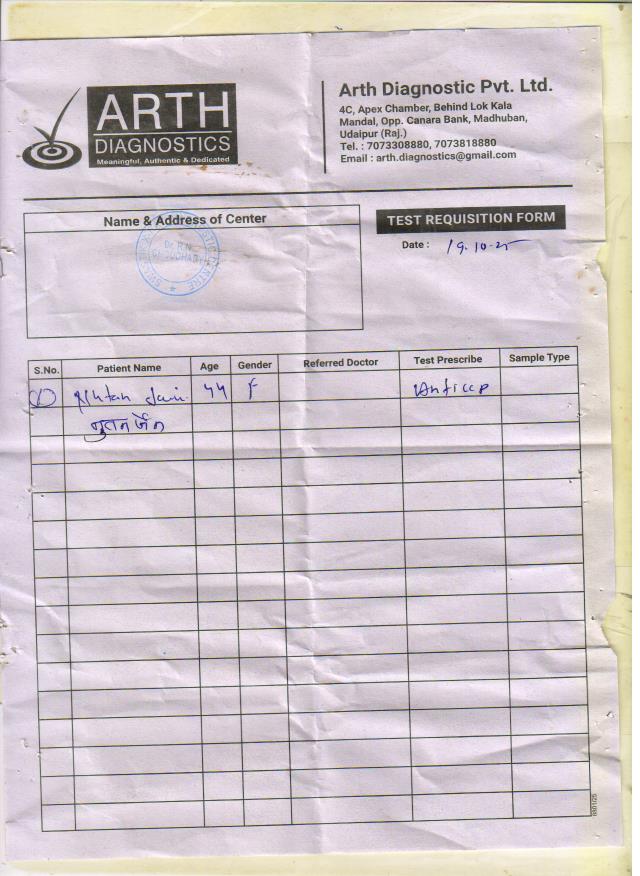 ARTH
DIAGNOSTICS
Meaningful, Authentic & Dedicated
Arth Diagnostic Pvt. Ltd.
4C, Apex Chamber, Behind Lok Kala
Mandal, Opp. Canara Bank, Madhuban,
Udaipur (Raj.)
Tel. : 7073308880, 7073818880
Email : arth.diagnostics@gmail.com
Name & Address of Center
TEST REQUISITION FORM
Date : 19.10.25
S.No. Patient Name Age Gender Referred Doctor Test Prescribe Sample Type
1 Nutan Jain 44 F Anti ccp
नुतन जैन